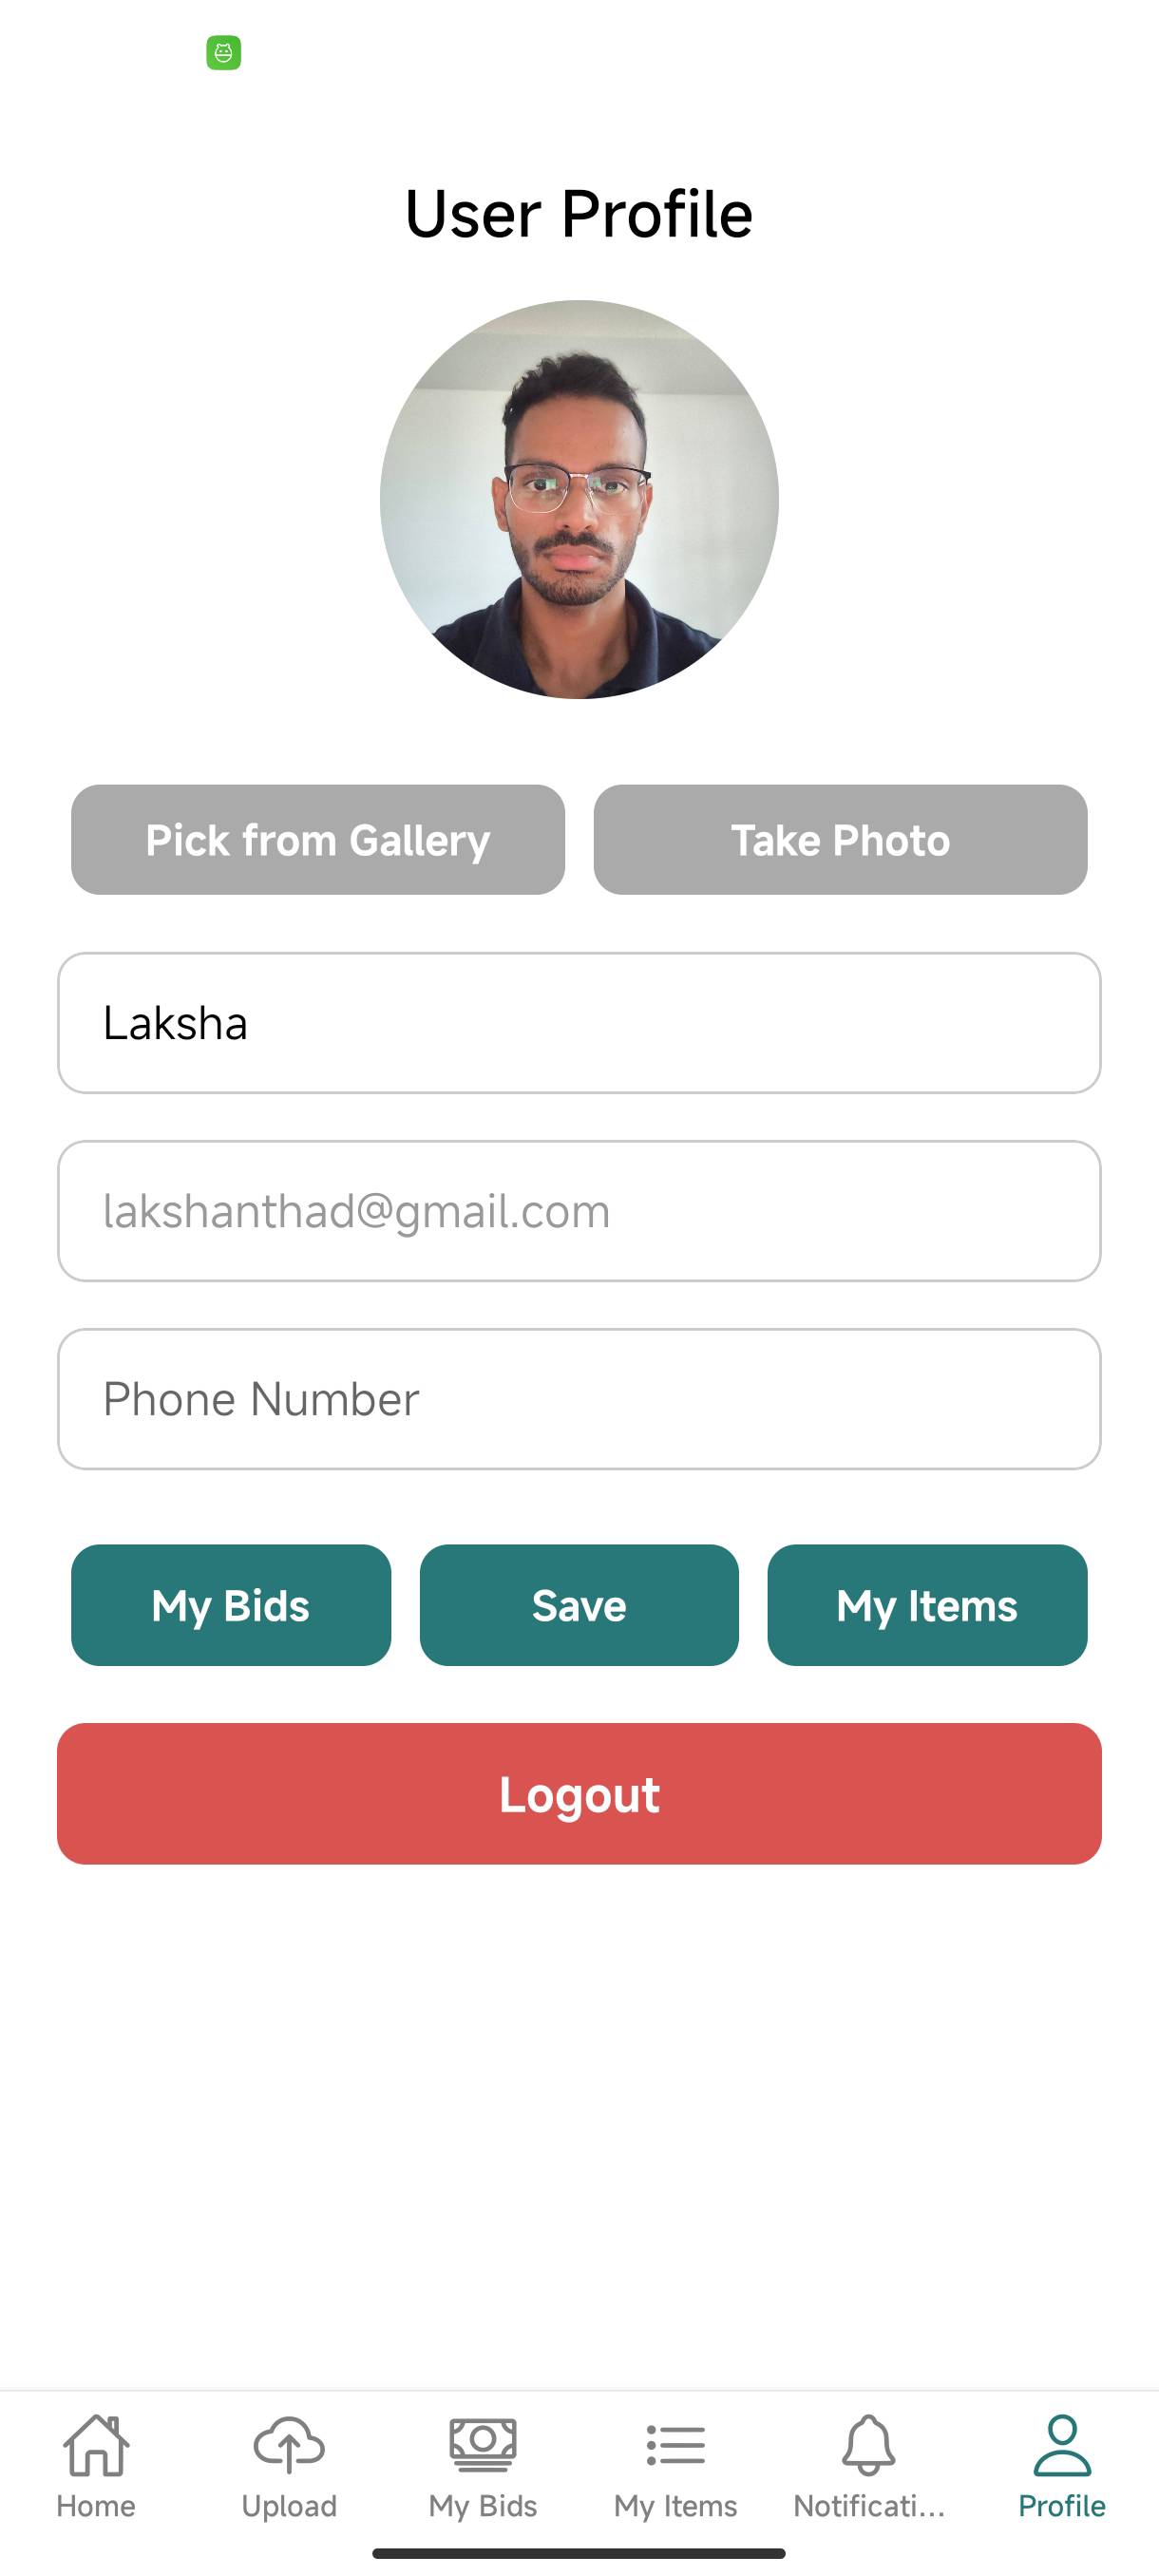 User Profile
Pick from Gallery
Take Photo
Laksha
lakshanthad@gmail.com
Phone Number
My Bids
Save
My Items
Logout
Home
Upload
My Bids
My Items
Notificati...
Profile